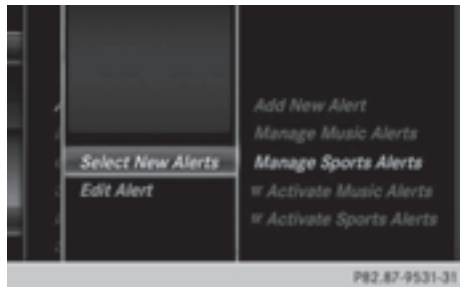 Add New Alert
Manage Music Alerts
Select New Alerts
Manage Sports Alerts
Edit Alert
Activate Music Alerts
Activate Sports Alerts
P82.87-9531-31